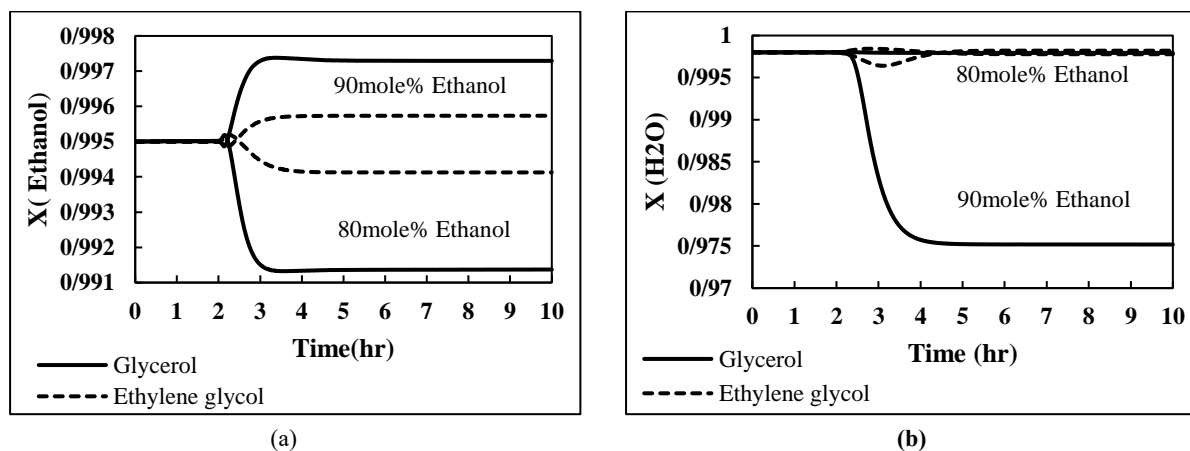 0/998
0/997
0/996
0/995
0/994
0/993
0/992
0/991
X( Ethanol)
90mole% Ethanol
80mole% Ethanol
0 1 2 3 4 5 6 7 8 9 10
Time(hr)
Glycerol
Ethylene glycol
(a)
1
0/995
0/99
0/985
0/98
0/975
0/97
X (H2O)
80mole% Ethanol
90mole% Ethanol
0 1 2 3 4 5 6 7 8 9 10
Time (hr)
Glycerol
Ethylene glycol
(b)